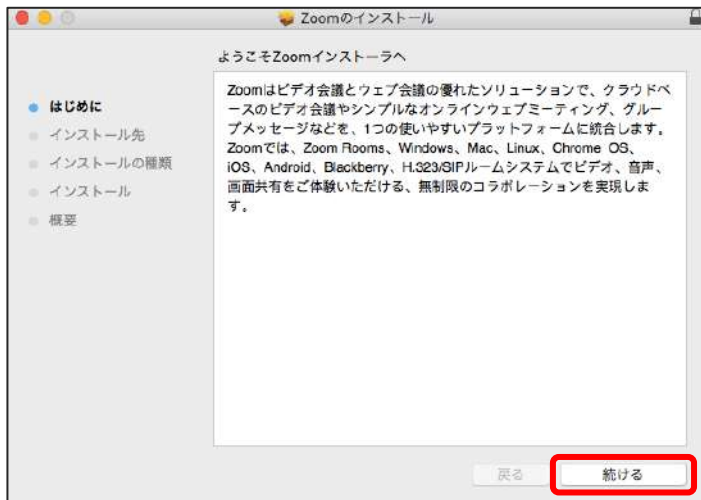 Zoomのインストール
ようこそZoomインストーラへ
はじめに
インストール先
インストールの種類
インストール
概要
Zoomはビデオ会議とウェブ会議の優れたソリューションで、クラウドベ
ースのビデオ会議やシンプルなオンラインウェブミーティング、グルー
プメッセージなどを、1つの使いやすいプラットフォームに統合します。
Zoomでは、Zoom Rooms、Windows、Mac、Linux、Chrome OS、
iOS、Android、Blackberry、H.323/SIPルームシステムでビデオ、音声、
画面共有をご体験いただける、無制限のコラボレーションを実現しま
す。
戻る
続ける